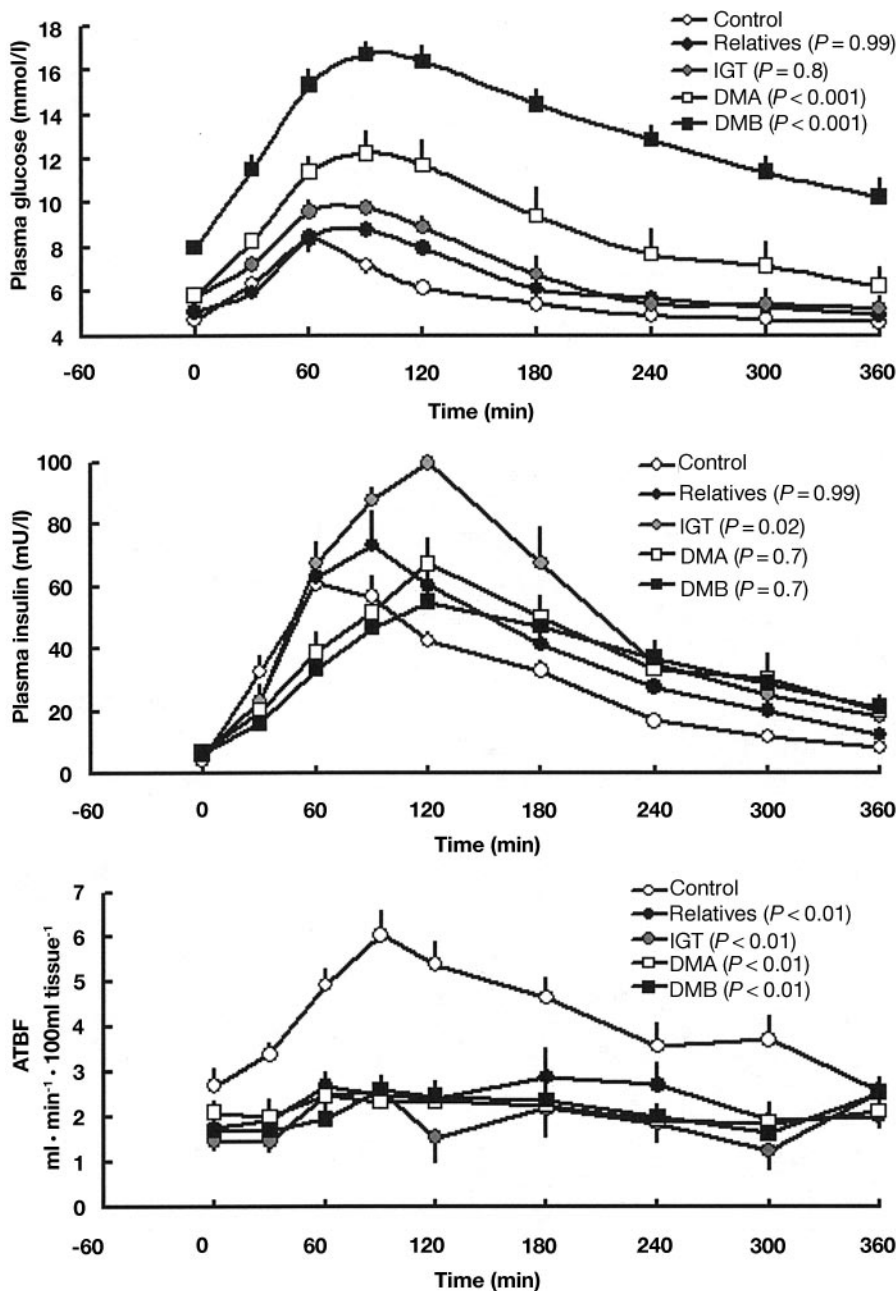 18
16
14
12
10
8
6
4
Plasma glucose (mmol/l)
Control
Relatives (P = 0.99)
IGT (P = 0.8)
DMA (P < 0.001)
DMB (P < 0.001)
-60 0 60 120 180 240 300 360
Time (min)
100
80
60
40
20
0
Plasma insulin (mU/l)
Control
Relatives (P = 0.99)
IGT (P = 0.02)
DMA (P = 0.7)
DMB (P = 0.7)
-60 0 60 120 180 240 300 360
Time (min)
7
6
5
4
3
2
1
0
ATBF
ml • min⁻¹ • 100ml tissue⁻¹
Control
Relatives (P < 0.01)
IGT (P < 0.01)
DMA (P < 0.01)
DMB (P < 0.01)
-60 0 60 120 180 240 300 360
Time (min)